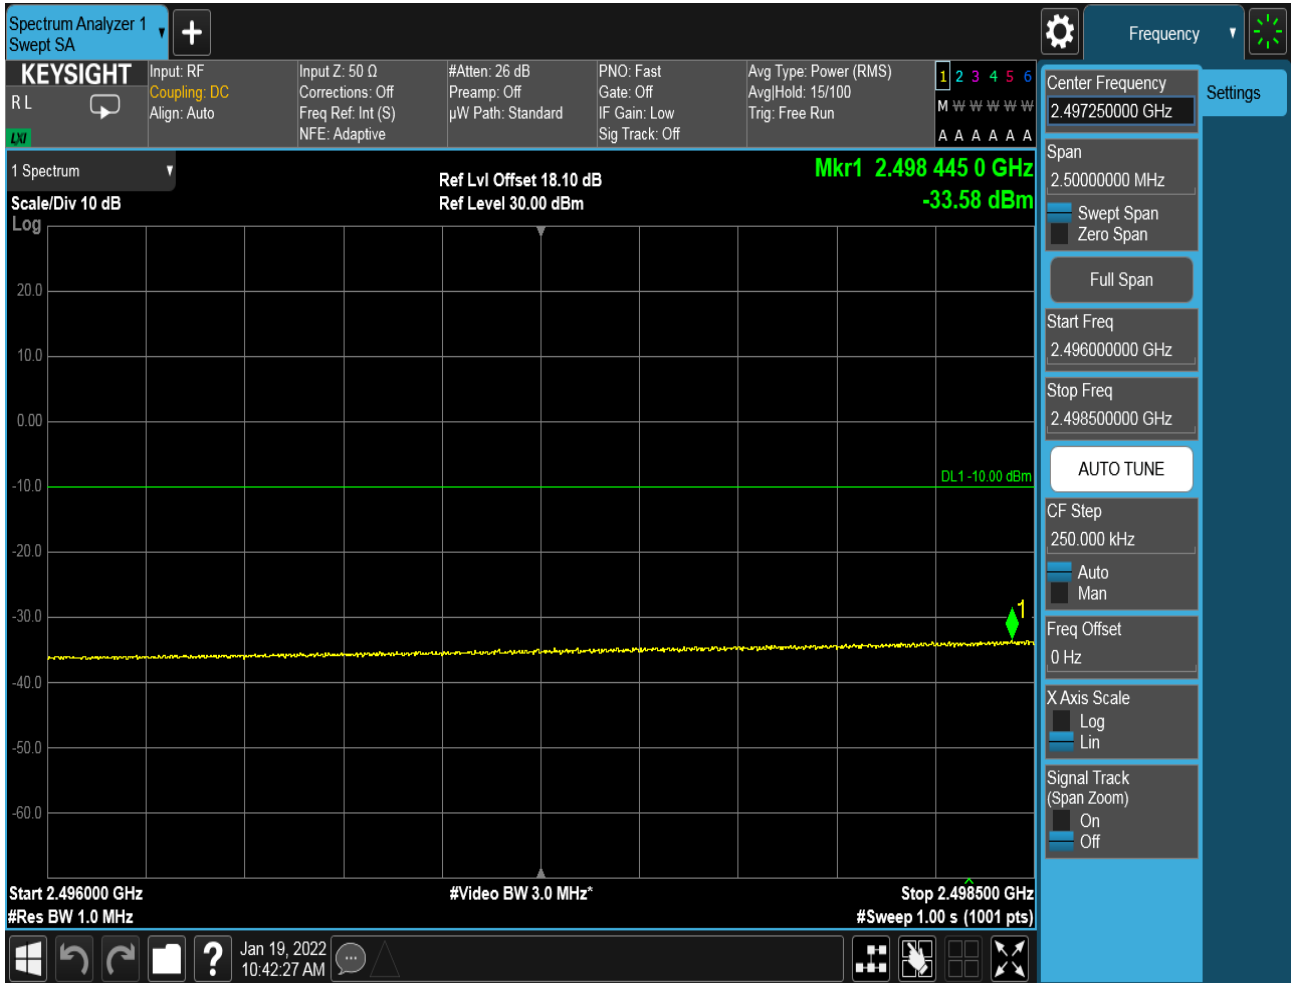 Spectrum Analyzer 1
Swept SA
Frequency
KEYSIGHT
R L
LXI
Input: RF
Coupling: DC
Align: Auto
Input Z: 50 Ω
Corrections: Off
Freq Ref: Int (S)
NFE: Adaptive
#Atten: 26 dB
Preamp: Off
µW Path: Standard
PNO: Fast
Gate: Off
IF Gain: Low
Sig Track: Off
Avg Type: Power (RMS)
Avg|Hold: 15/100
Trig: Free Run
1 2 3 4 5 6
M W W W W W
A A A A A A
1 Spectrum
Scale/Div 10 dB
Log
Ref Lvl Offset 18.10 dB
Ref Level 30.00 dBm
Mkr1 2.498 445 0 GHz
-33.58 dBm
20.0
10.0
0.00
-10.0
-20.0
-30.0
-40.0
-50.0
-60.0
DL1 -10.00 dBm
1
Start 2.496000 GHz
#Res BW 1.0 MHz
#Video BW 3.0 MHz*
Stop 2.498500 GHz
#Sweep 1.00 s (1001 pts)
Jan 19, 2022
10:42:27 AM
Center Frequency
2.497250000 GHz
Span
2.50000000 MHz
Swept Span
Zero Span
Full Span
Start Freq
2.496000000 GHz
Stop Freq
2.498500000 GHz
AUTO TUNE
CF Step
250.000 kHz
Auto
Man
Freq Offset
0 Hz
X Axis Scale
Log
Lin
Signal Track
(Span Zoom)
On
Off
Settings